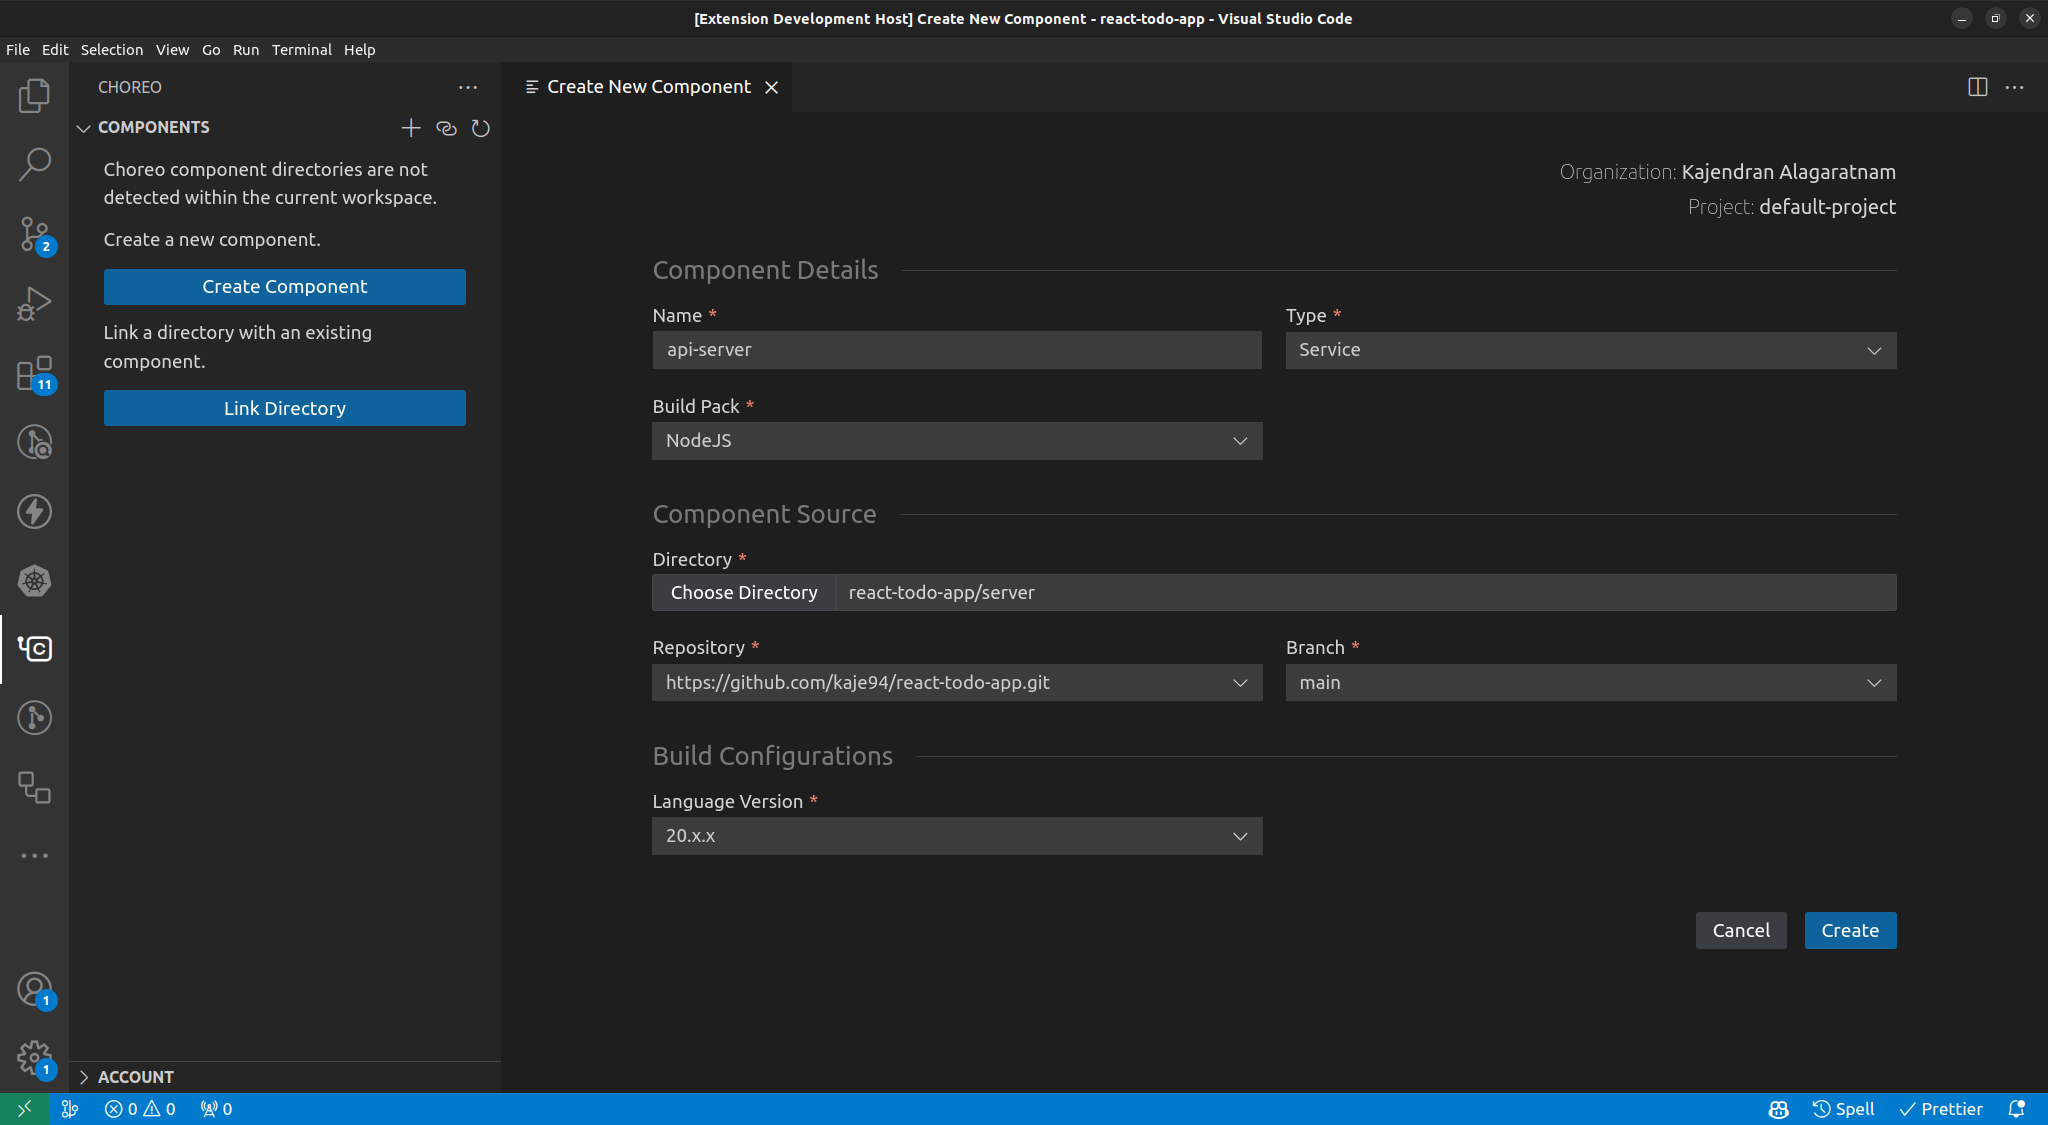 [Extension Development Host] Create New Component - react-todo-app - Visual Studio Code
File Edit Selection View Go Run Terminal Help
CHOREO
COMPONENTS
Choreo component directories are not
detected within the current workspace.
Create a new component.
Create Component
Link a directory with an existing
component.
Link Directory
2
11
C
1
1
ACCOUNT
Create New Component
Organization: Kajendran Alagaratnam
Project: default-project
Component Details
Name * Type *
api-server Service
Build Pack *
NodeJS
Component Source
Directory *
Choose Directory react-todo-app/server
Repository * Branch *
https://github.com/kaje94/react-todo-app.git main
Build Configurations
Language Version *
20.x.x
Cancel Create
0 0 0 Spell Prettier